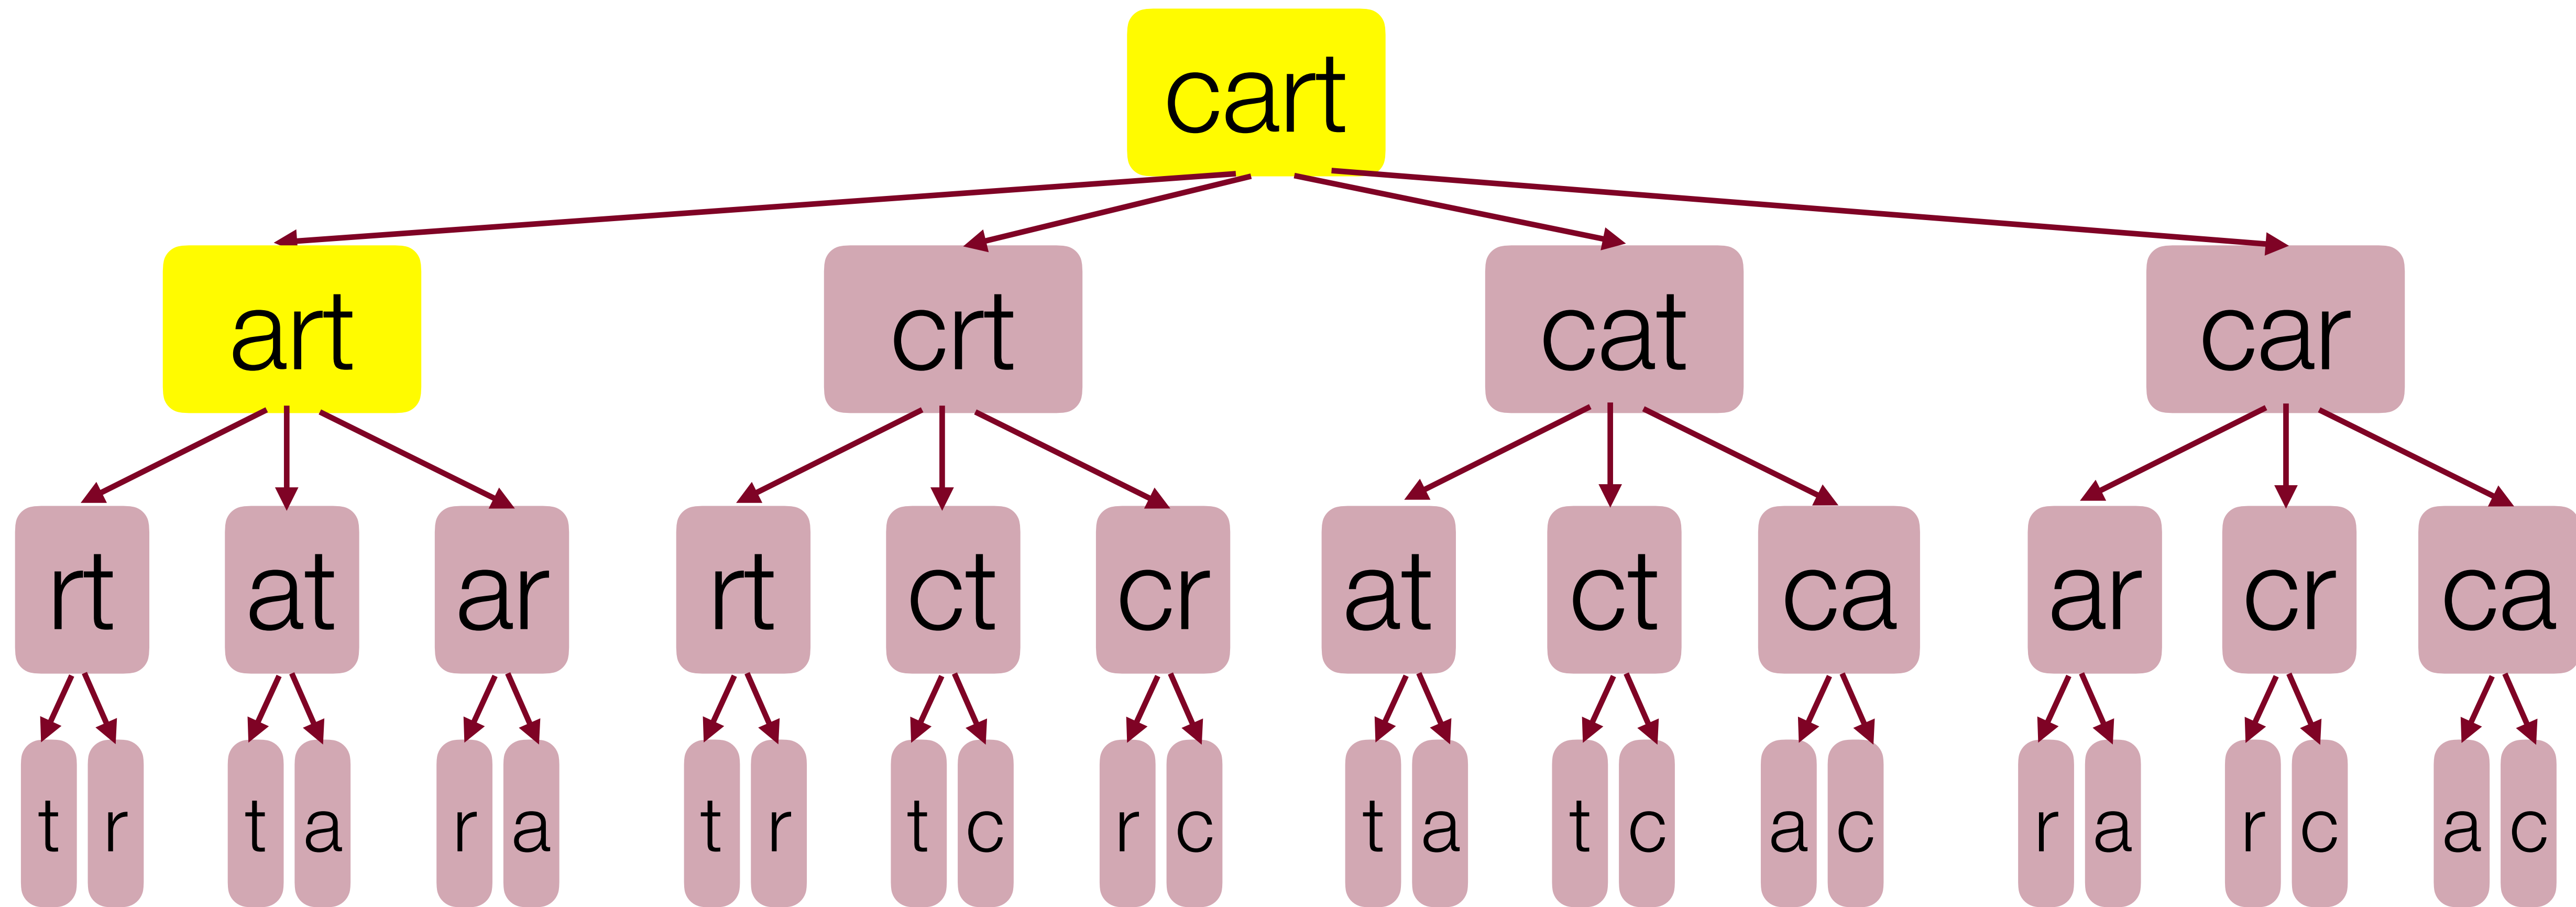 cart
art crt cat car
rt at ar rt ct cr at ct ca ar cr ca
t r t a r a t r t c r c t a t c a c r a r c a c